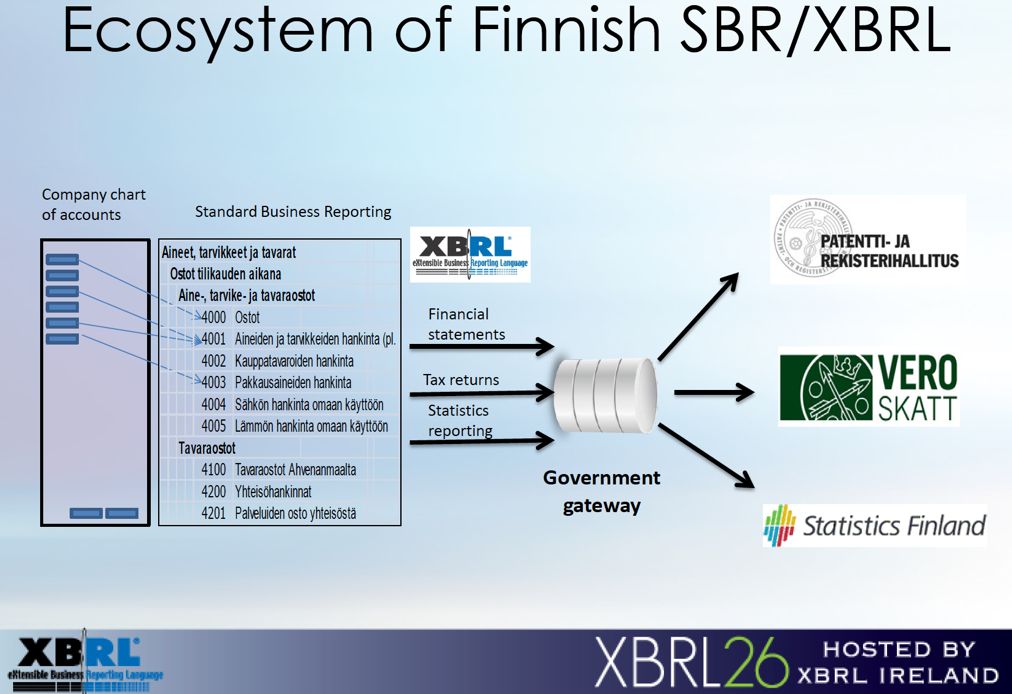 Ecosystem of Finnish SBR/XBRL
Company chart
of accounts
Standard Business Reporting
Aineet, tarvikkeet ja tavarat
Ostot tilikauden aikana
Aine-, tarvike- ja tavaraostot
4000 Ostot
4001 Aineiden ja tarvikkeiden hankinta (pl.
4002 Kauppatavaroiden hankinta
4003 Pakkausaineiden hankinta
4004 Sähkön hankinta omaan käyttöön
4005 Lämmön hankinta omaan käyttöön
Tavaraostot
4100 Tavaraostot Ahvenanmaalta
4200 Yhteisöhankinnat
4201 Palveluiden osto yhteisöstä
XBRL
eXtensible Business Reporting Language
Financial
statements
Tax returns
Statistics
reporting
Government
gateway
PATENTTI- JA
REKISTERIHALLITUS
VERO
SKATT
Statistics Finland
XBRL
eXtensible Business Reporting Language
XBRL26
HOSTED BY
XBRL IRELAND